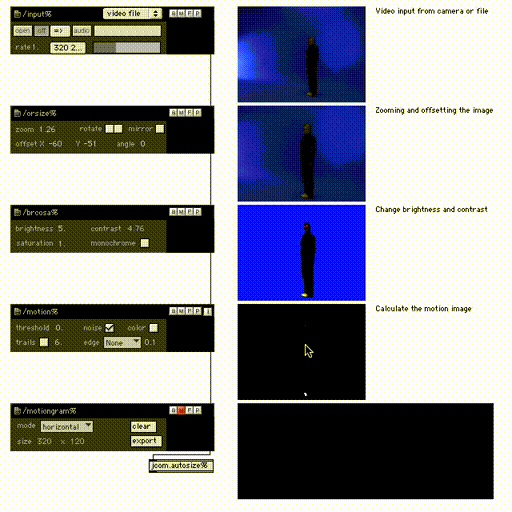 /input%
video file
B M F P
open off => audio
rate 1. 320 2...
Video input from camera or file
/orsize%
B M F P
zoom 1.26 rotate mirror
offset X -60 Y -51 angle 0
Zooming and offsetting the image
/brcosa%
B M F P
brightness 5. contrast 4.76
saturation 1. monochrome
Change brightness and contrast
/motion%
B M F P i
threshold 0. noise color
trails 6. edge None 0.1
Calculate the motion image
/motiongram%
B M F P
mode horizontal clear
size 320 x 120 export
jcom.autosize%